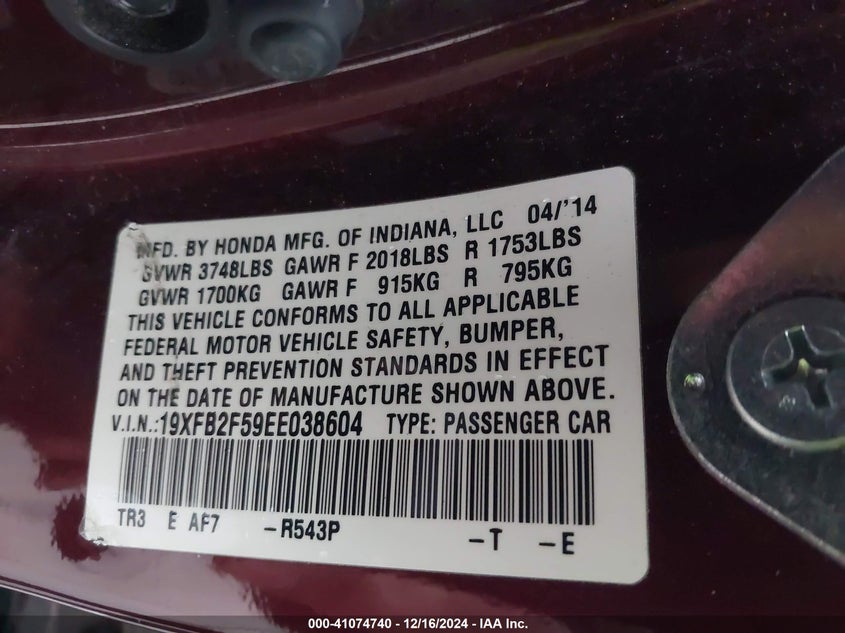 MFD. BY HONDA MFG. OF INDIANA, LLC 04/'14
GVWR 3748LBS GAWR F 2018LBS R 1753LBS
GVWR 1700KG GAWR F 915KG R 795KG
THIS VEHICLE CONFORMS TO ALL APPLICABLE
FEDERAL MOTOR VEHICLE SAFETY, BUMPER,
AND THEFT PREVENTION STANDARDS IN EFFECT
ON THE DATE OF MANUFACTURE SHOWN ABOVE.
V.I.N.:19XFB2F59EE038604 TYPE: PASSENGER CAR
TR3 E AF7 -R543P -T -E
000-41074740 - 12/16/2024 - IAA Inc.